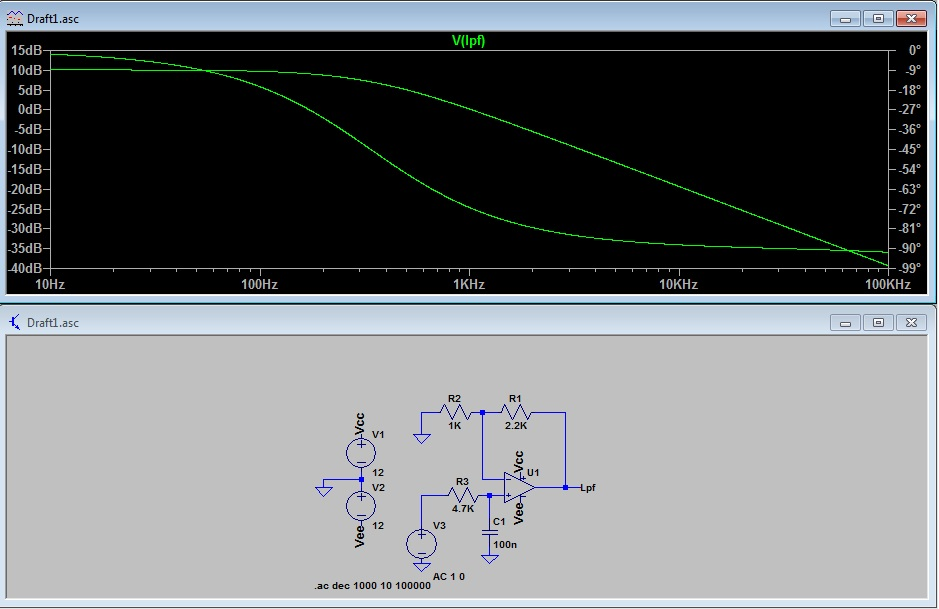 Draft1.asc
V(lpf)
15dB
0°
10dB
-9°
5dB
-18°
0dB
-27°
-5dB
-36°
-10dB
-45°
-15dB
-54°
-20dB
-63°
-25dB
-72°
-30dB
-81°
-35dB
-90°
-40dB
-99°
10Hz
100Hz
1KHz
10KHz
100KHz
Draft1.asc
R2
R1
1K
2.2K
Vcc
V1
12
V2
12
Vee
Vcc
U1
Lpf
Vee
R3
4.7K
C1
100n
V3
AC 1 0
.ac dec 1000 10 100000